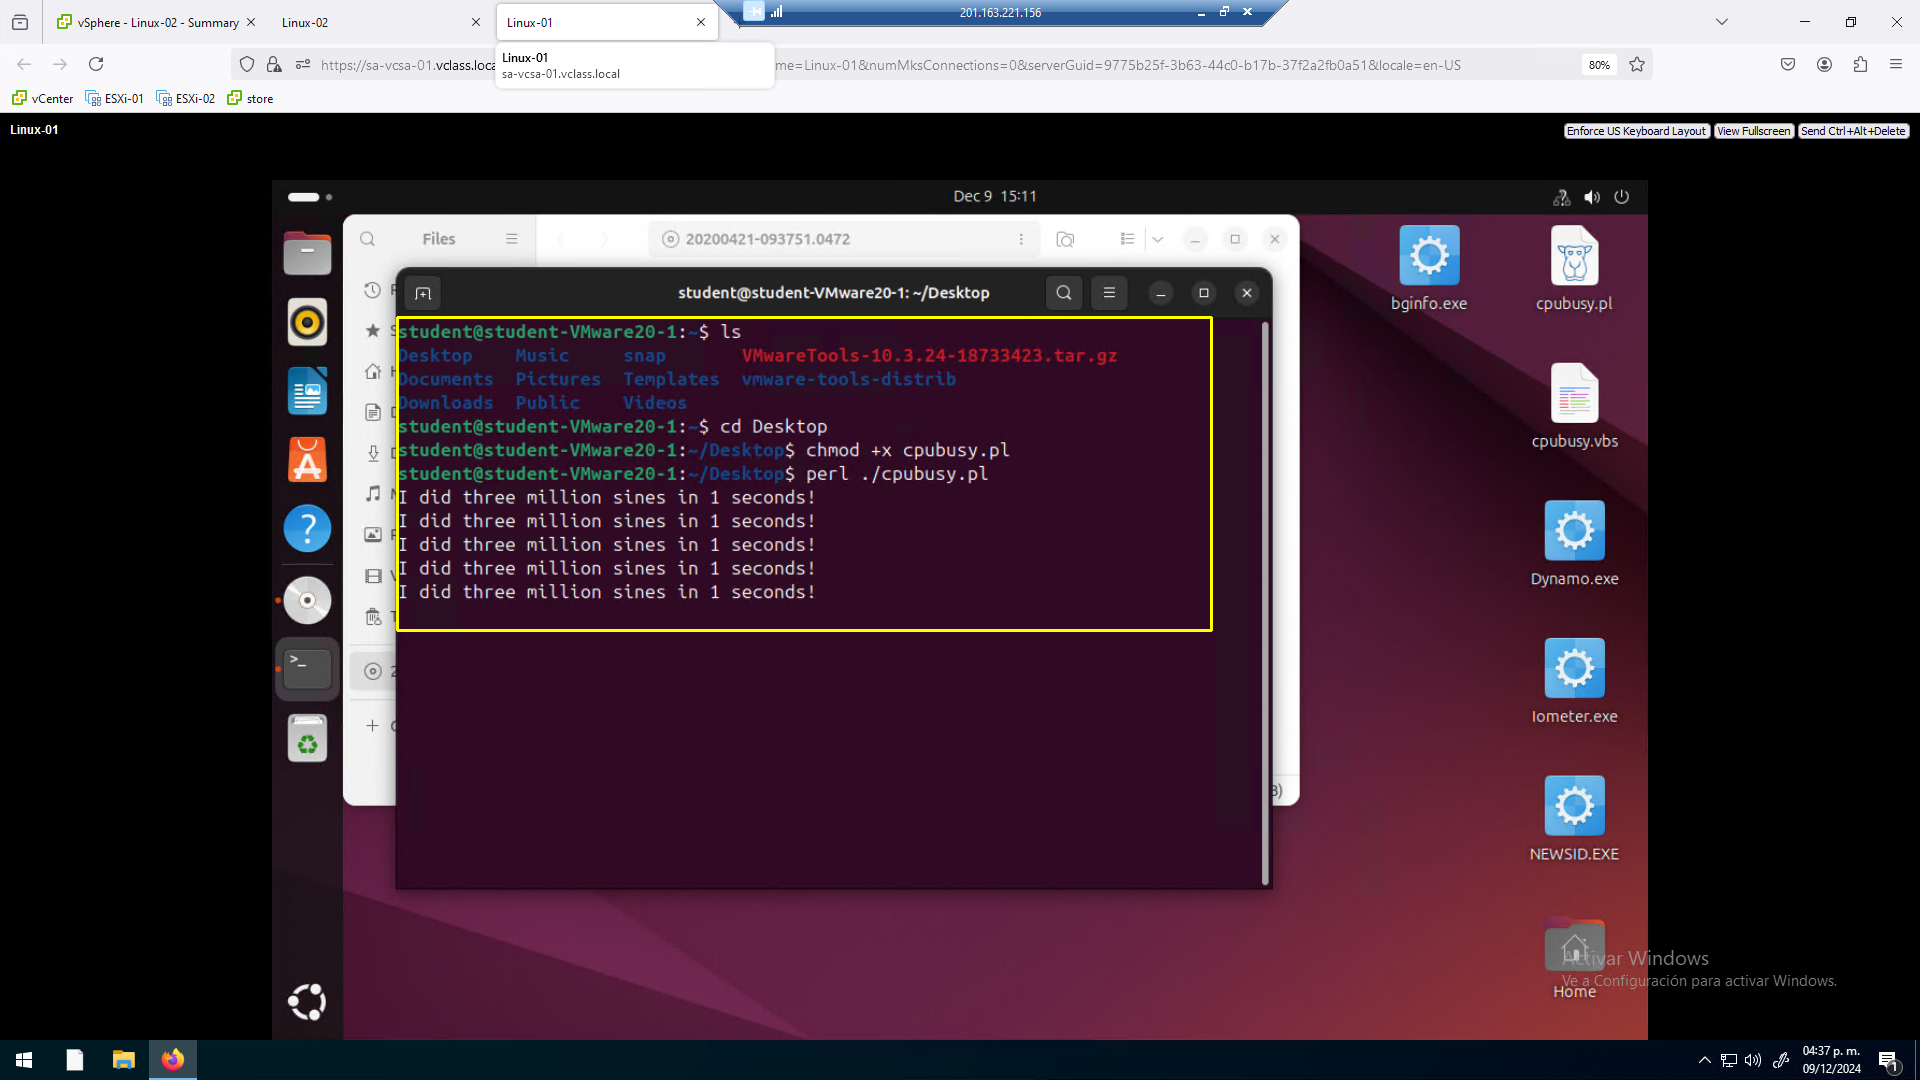 vSphere - Linux-02 - Summary
Linux-02
Linux-01
201.163.221.156
Linux-01
sa-vcsa-01.vclass.local
https://sa-vcsa-01.vclass.loca
me=Linux-01&numMksConnections=0&serverGuid=9775b25f-3b63-44c0-b17b-37f2a2fb0a51&locale=en-US
80%
vCenter
ESXi-01
ESXi-02
store
Linux-01
Enforce US Keyboard Layout
View Fullscreen
Send Ctrl+Alt+Delete
Dec 9 15:11
Files
20200421-093751.0472
student@student-VMware20-1: ~/Desktop
student@student-VMware20-1:~$ ls
Desktop Music snap VMwareTools-10.3.24-18733423.tar.gz
Documents Pictures Templates vmware-tools-distrib
Downloads Public Videos
student@student-VMware20-1:~$ cd Desktop
student@student-VMware20-1:~/Desktop$ chmod +x cpubusy.pl
student@student-VMware20-1:~/Desktop$ perl ./cpubusy.pl
I did three million sines in 1 seconds!
I did three million sines in 1 seconds!
I did three million sines in 1 seconds!
I did three million sines in 1 seconds!
I did three million sines in 1 seconds!
bginfo.exe
cpubusy.pl
cpubusy.vbs
Dynamo.exe
Iometer.exe
NEWSID.EXE
Home
Activar Windows
Ve a Configuración para activar Windows.
04:37 p. m.
09/12/2024
1